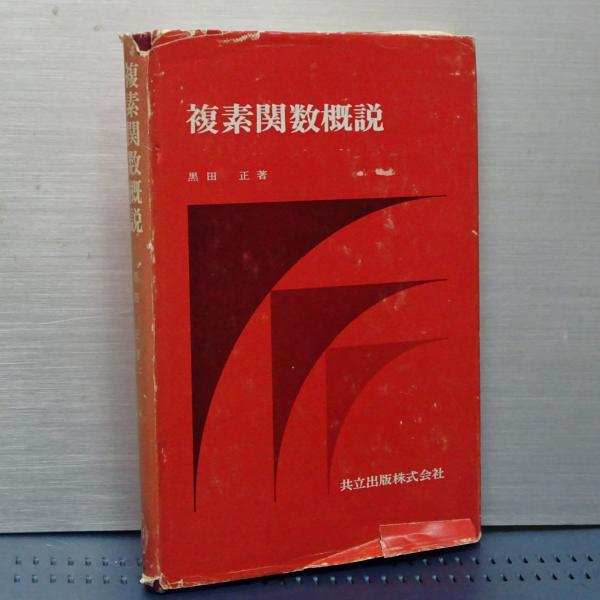 複素関数概説
黒田 正著
共立出版株式会社
複素関数概説